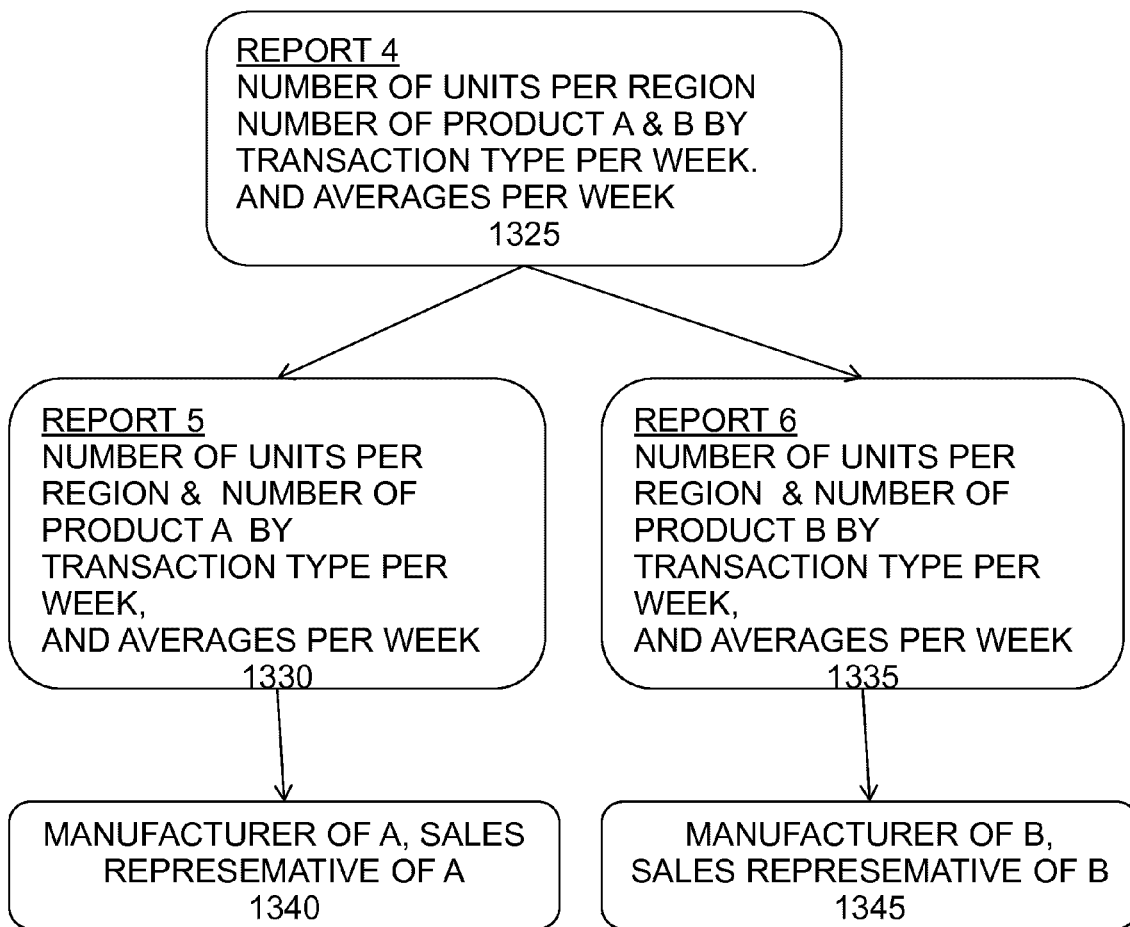 REPORT 4
NUMBER OF UNITS PER REGION
NUMBER OF PRODUCT A & B BY
TRANSACTION TYPE PER WEEK.
AND AVERAGES PER WEEK
1325
REPORT 5
NUMBER OF UNITS PER
REGION & NUMBER OF
PRODUCT A BY
TRANSACTION TYPE PER
WEEK,
AND AVERAGES PER WEEK
1330
REPORT 6
NUMBER OF UNITS PER
REGION & NUMBER OF
PRODUCT B BY
TRANSACTION TYPE PER
WEEK,
AND AVERAGES PER WEEK
1335
MANUFACTURER OF A, SALES
REPRESEMATIVE OF A
1340
MANUFACTURER OF B,
SALES REPRESEMATIVE OF B
1345